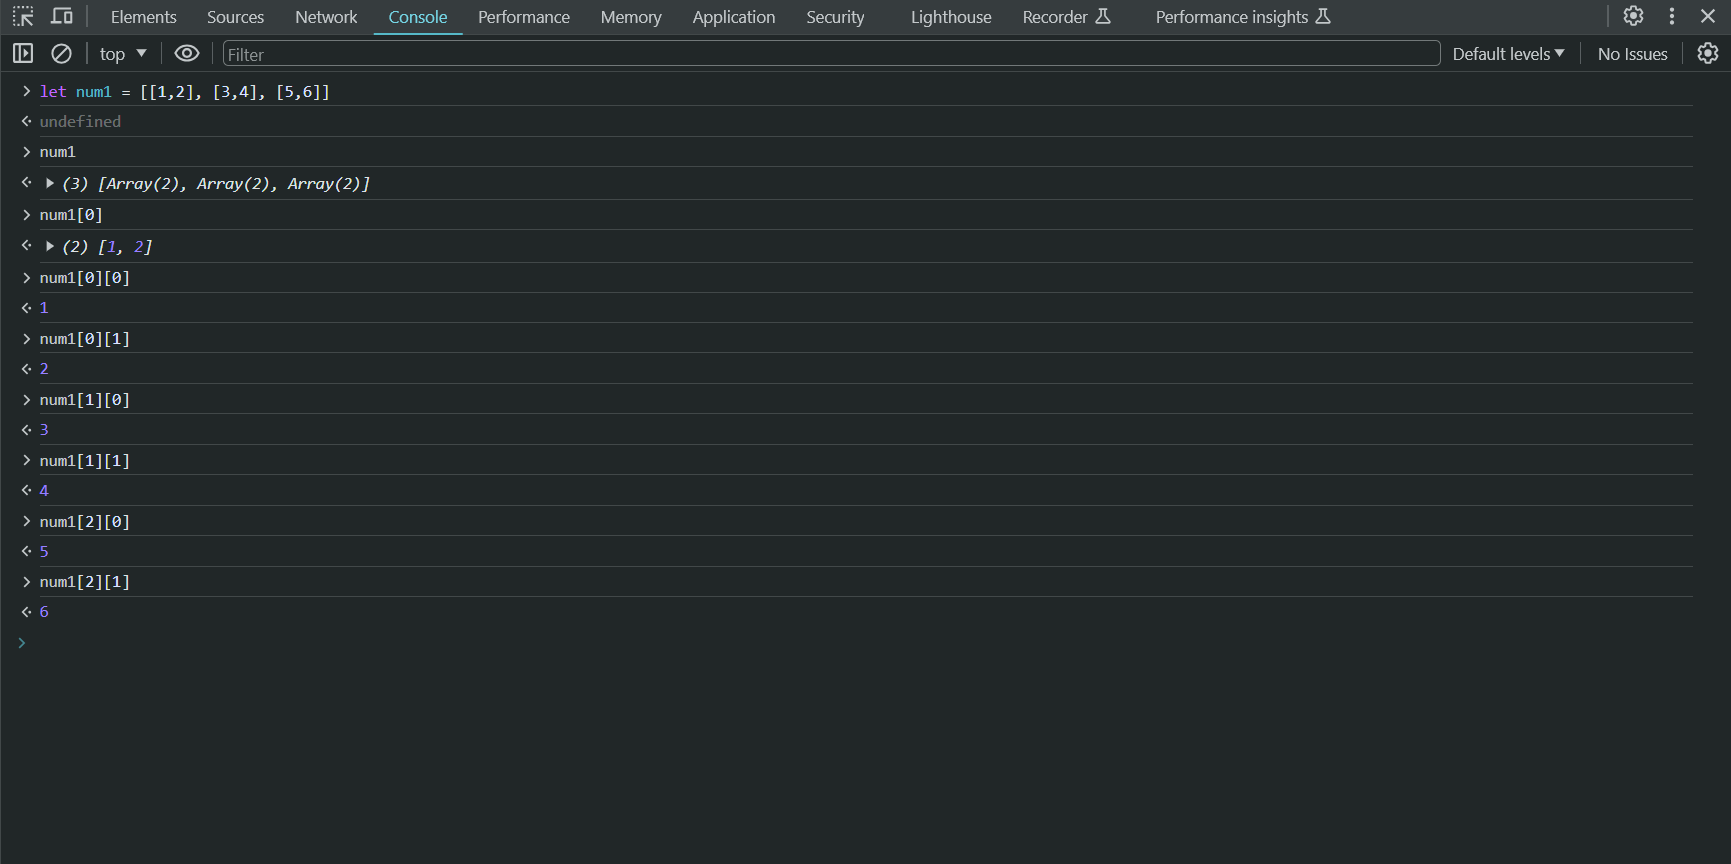 Elements Sources Network Console Performance Memory Application Security Lighthouse Recorder Performance insights
top Filter Default levels No Issues
let num1 = [[1,2], [3,4], [5,6]]
undefined
num1
(3) [Array(2), Array(2), Array(2)]
num1[0]
(2) [1, 2]
num1[0][0]
1
num1[0][1]
2
num1[1][0]
3
num1[1][1]
4
num1[2][0]
5
num1[2][1]
6